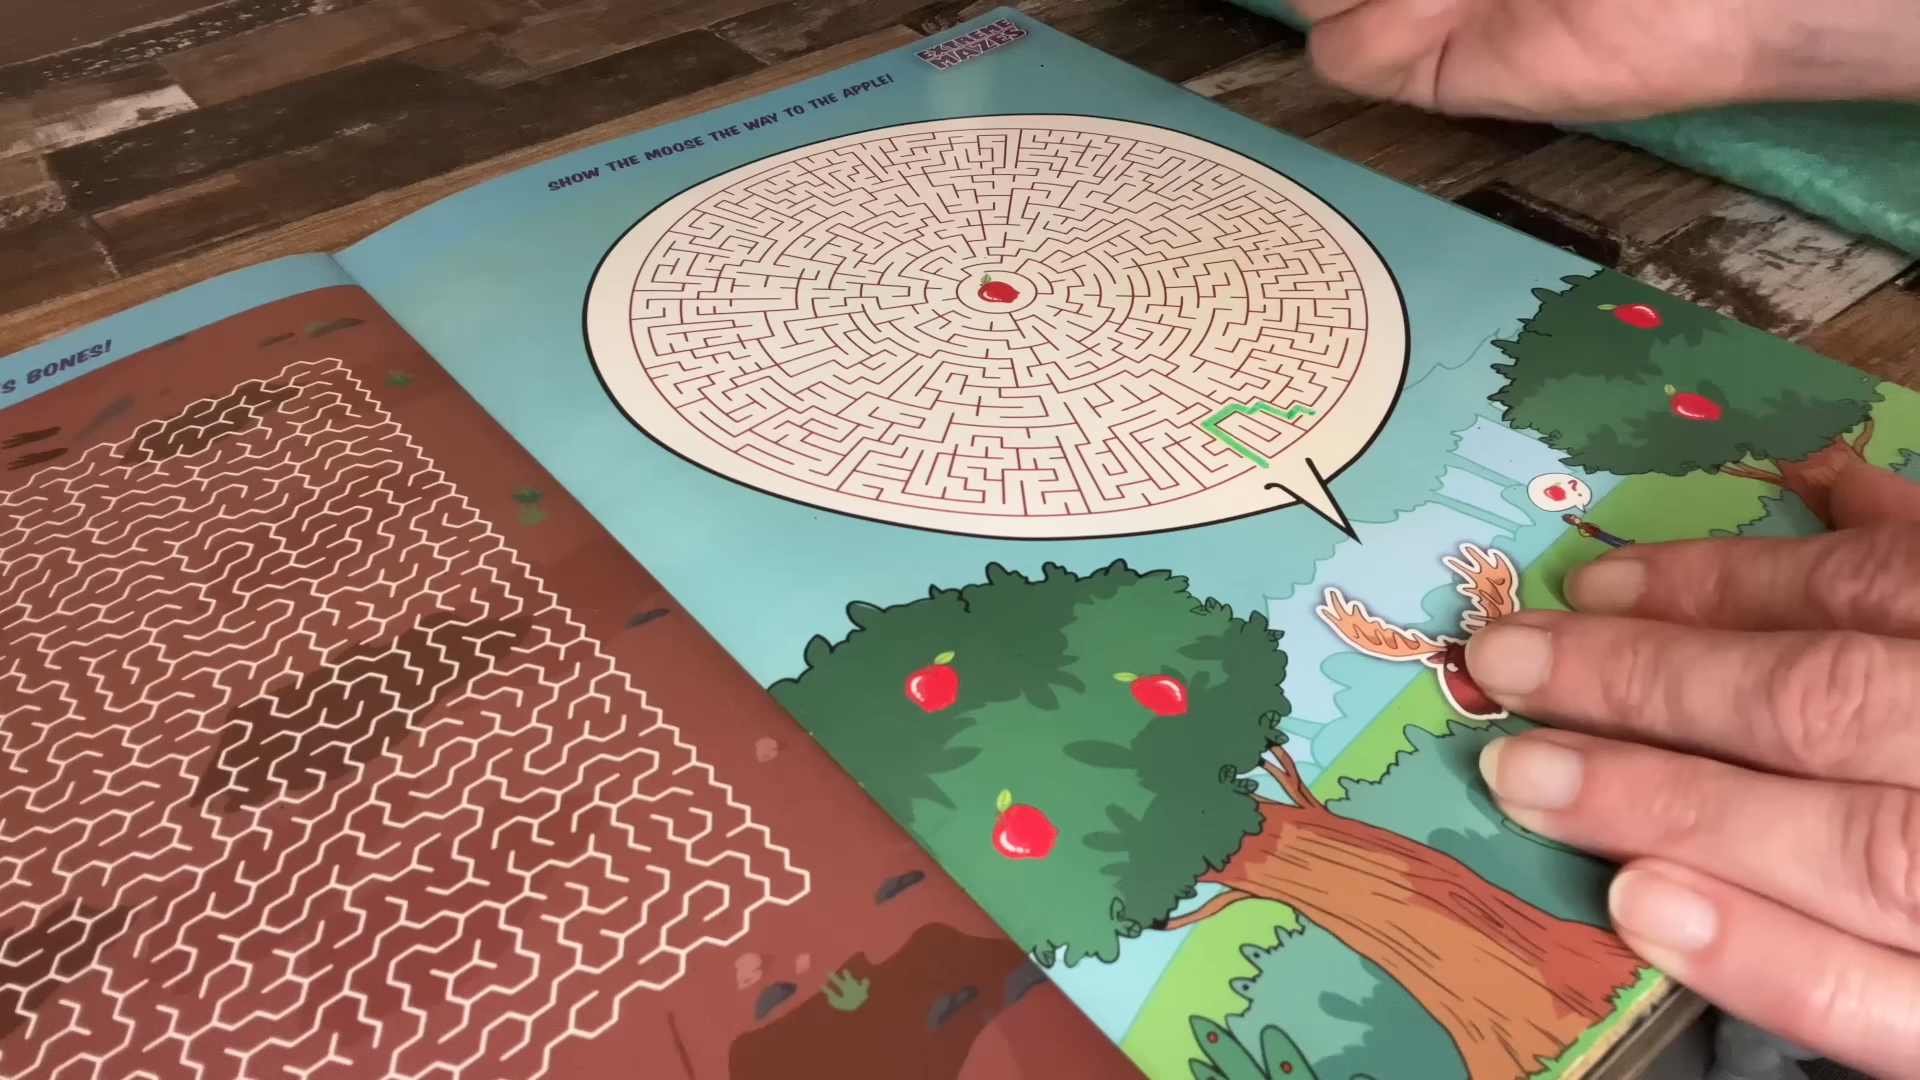 EXTREME
MAZES
SHOW THE MOOSE THE WAY TO THE APPLE!
S BONES!
?